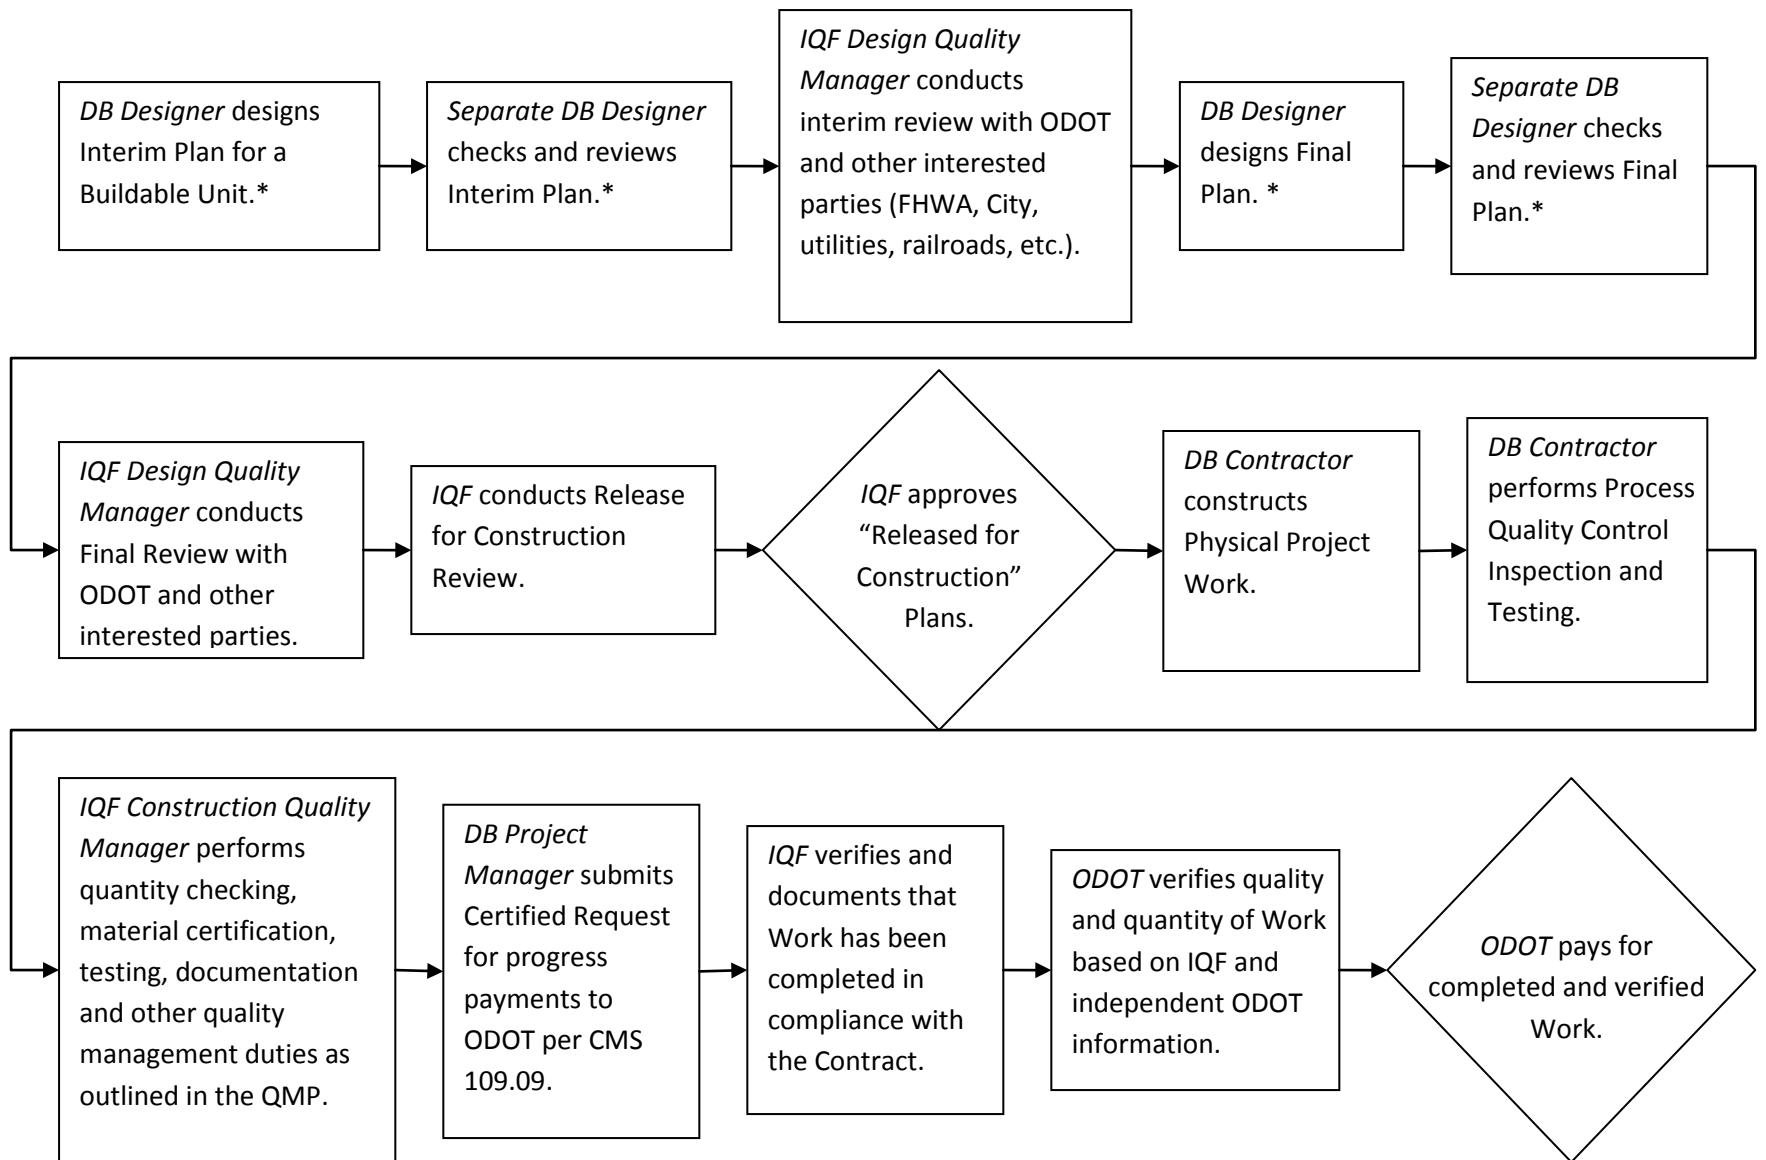 DB Designer designs
Interim Plan for a
Buildable Unit.*
Separate DB Designer
checks and reviews
Interim Plan.*
IQF Design Quality
Manager conducts
interim review with ODOT
and other interested
parties (FHWA, City,
utilities, railroads, etc.).
DB Designer
designs Final
Plan. *
Separate DB
Designer checks
and reviews Final
Plan.*
IQF Design Quality
Manager conducts
Final Review with
ODOT and other
interested parties.
IQF conducts Release
for Construction
Review.
IQF approves
“Released for
Construction”
Plans.
DB Contractor
constructs
Physical Project
Work.
DB Contractor
performs Process
Quality Control
Inspection and
Testing.
IQF Construction Quality
Manager performs
quantity checking,
material certification,
testing, documentation
and other quality
management duties as
outlined in the QMP.
DB Project
Manager submits
Certified Request
for progress
payments to
ODOT per CMS
109.09.
IQF verifies and
documents that
Work has been
completed in
compliance with
the Contract.
ODOT verifies quality
and quantity of Work
based on IQF and
independent ODOT
information.
ODOT pays for
completed and verified
Work.